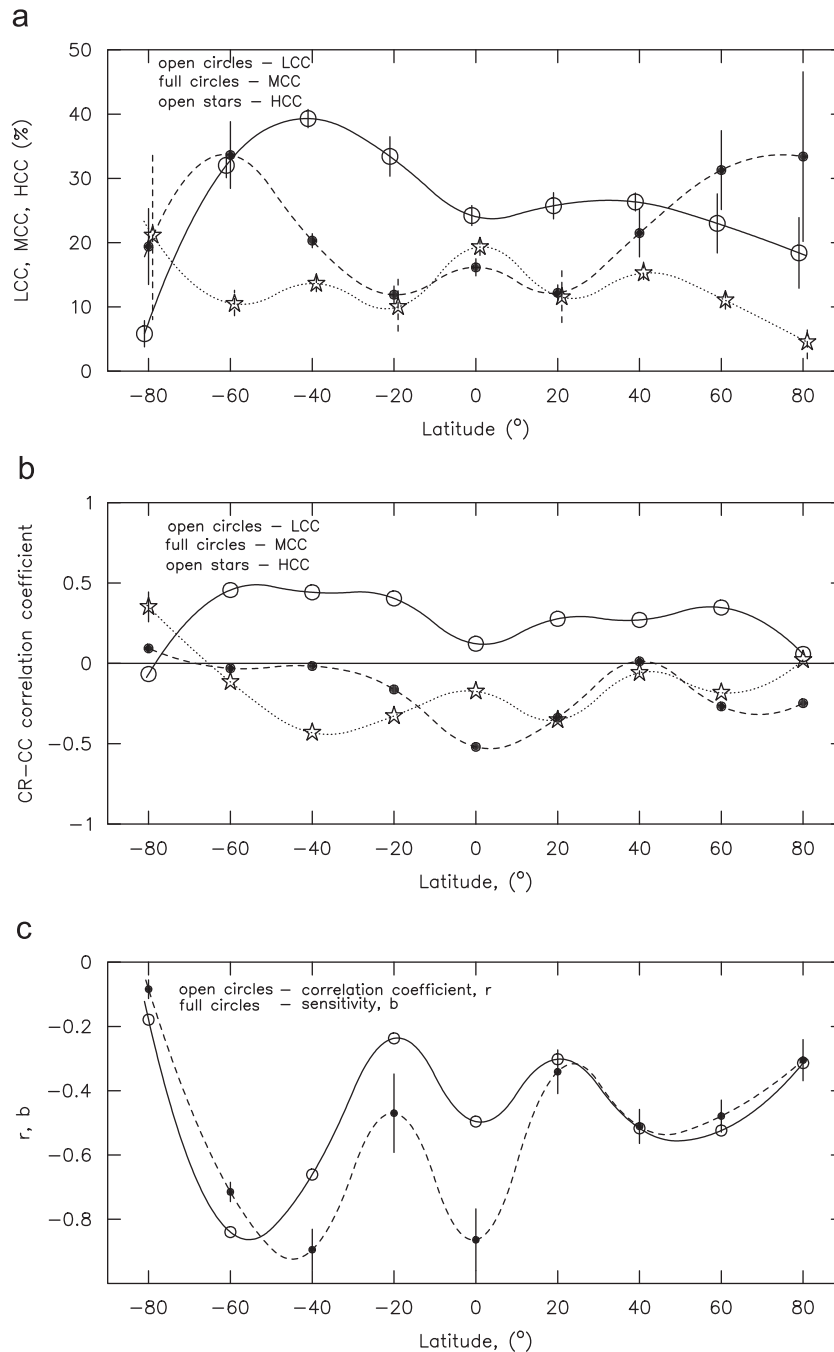 a
50
40
30
20
10
0
LCC, MCC, HCC (%)
open circles – LCC
full circles – MCC
open stars – HCC
−80 −60 −40 −20 0 20 40 60 80
Latitude (°)
b
1
0.5
0
−0.5
−1
CR–CC correlation coefficient
open circles – LCC
full circles – MCC
open stars – HCC
−80 −60 −40 −20 0 20 40 60 80
Latitude, (°)
c
0
−0.2
−0.4
−0.6
−0.8
r, b
open circles – correlation coefficient, r
full circles – sensitivity, b
−80 −60 −40 −20 0 20 40 60 80
Latitude, (°)